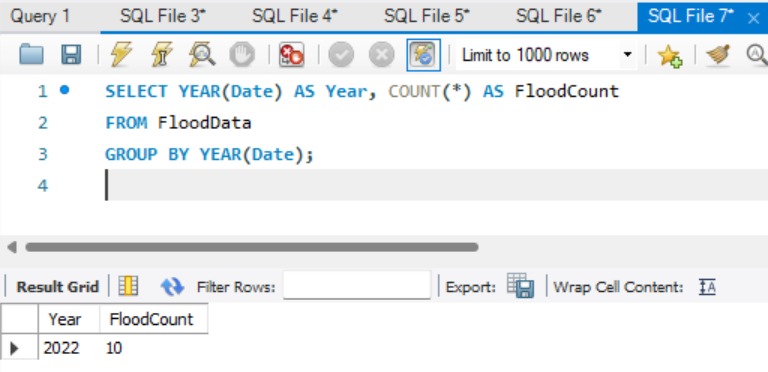 Query 1 SQL File 3* SQL File 4* SQL File 5* SQL File 6* SQL File 7*
Limit to 1000 rows
1 SELECT YEAR(Date) AS Year, COUNT(*) AS FloodCount
2 FROM FloodData
3 GROUP BY YEAR(Date);
4
Result Grid Filter Rows: Export: Wrap Cell Content: IA
Year FloodCount
2022 10